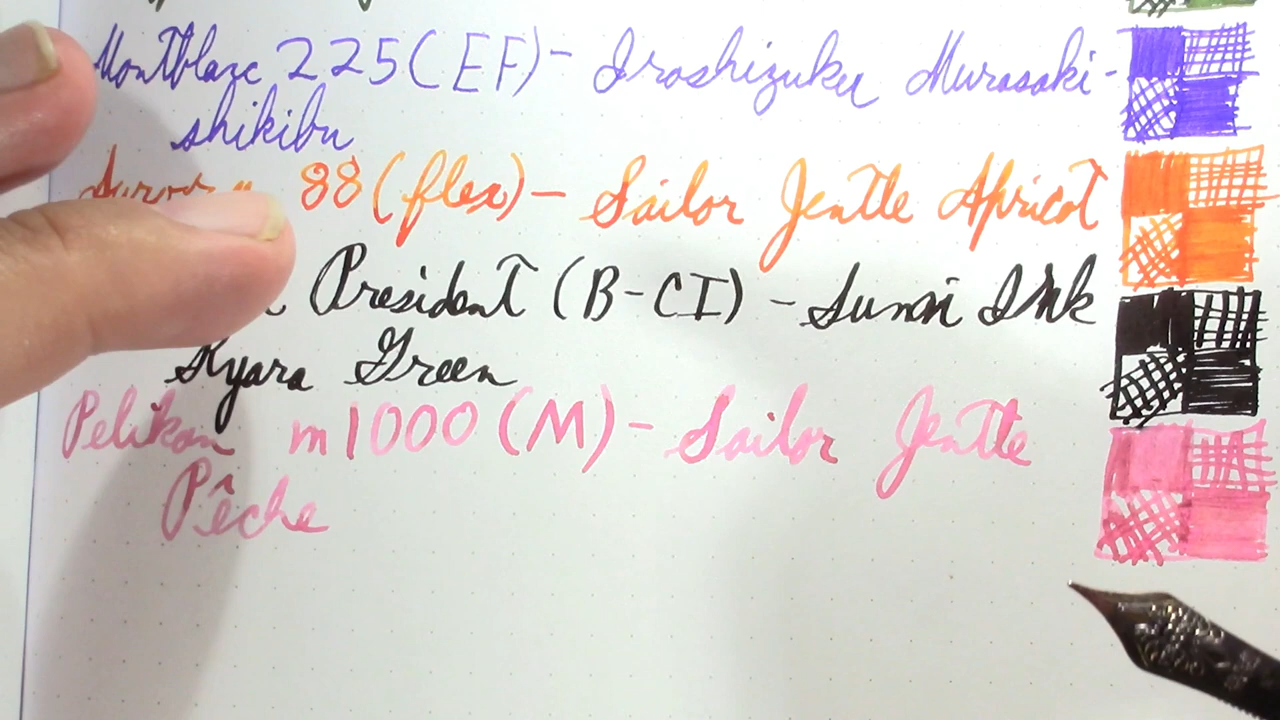 Montblanc 225 (EF) - Iroshizuku Murasaki-
shikibu
Aurora 88 (flex) - Sailor Jentle Apricot
President (B-CI) - Sumi Ink
Kyara Green
Pelikan m1000 (M) - Sailor Jentle
Pêche